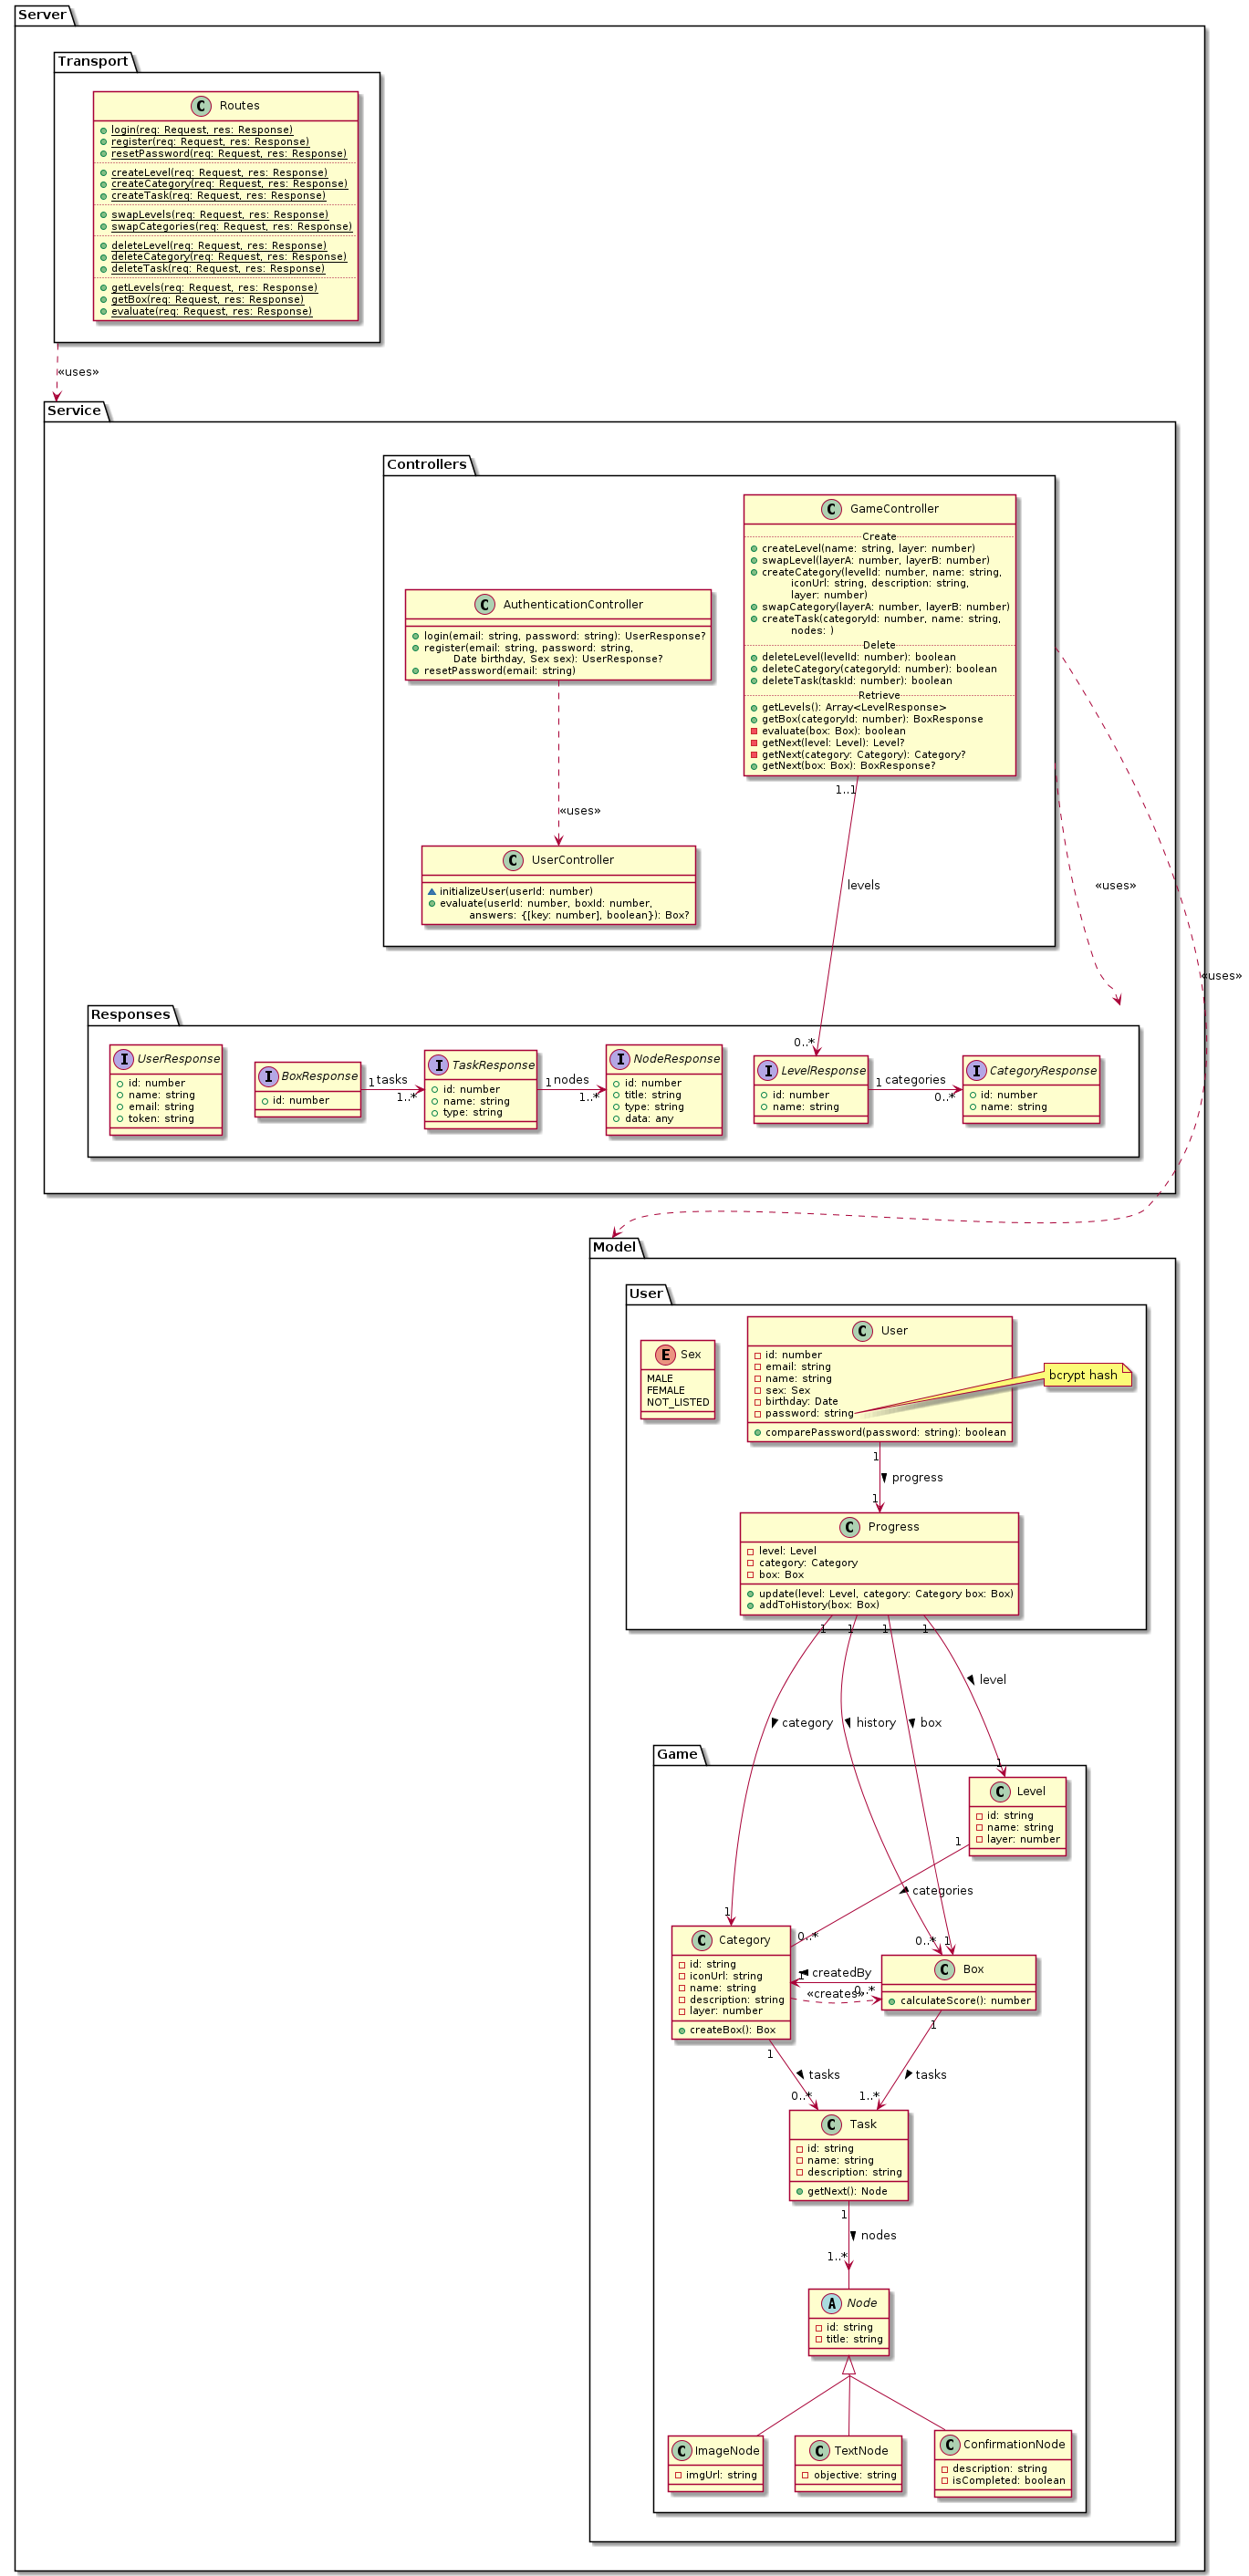 Server
Transport
C Routes
login(req: Request, res: Response)
register(req: Request, res: Response)
resetPassword(req: Request, res: Response)
createLevel(req: Request, res: Response)
createCategory(req: Request, res: Response)
createTask(req: Request, res: Response)
swapLevels(req: Request, res: Response)
swapCategories(req: Request, res: Response)
deleteLevel(req: Request, res: Response)
deleteCategory(req: Request, res: Response)
deleteTask(req: Request, res: Response)
getLevels(req: Request, res: Response)
getBox(req: Request, res: Response)
evaluate(req: Request, res: Response)
«uses»
Service
Controllers
C GameController
Create
createLevel(name: string, layer: number)
swapLevel(layerA: number, layerB: number)
createCategory(levelId: number, name: string,
iconUrl: string, description: string,
layer: number)
swapCategory(layerA: number, layerB: number)
createTask(categoryId: number, name: string,
nodes: )
Delete
deleteLevel(levelId: number): boolean
deleteCategory(categoryId: number): boolean
deleteTask(taskId: number): boolean
Retrieve
getLevels(): Array<LevelResponse>
getBox(categoryId: number): BoxResponse
evaluate(box: Box): boolean
getNext(level: Level): Level?
getNext(category: Category): Category?
getNext(box: Box): BoxResponse?
C AuthenticationController
login(email: string, password: string): UserResponse?
register(email: string, password: string,
Date birthday, Sex sex): UserResponse?
resetPassword(email: string)
1..1
«uses»
C UserController
initializeUser(userId: number)
evaluate(userId: number, boxId: number,
answers: {[key: number], boolean}): Box?
levels
«uses»
«uses»
0..*
Responses
I UserResponse
id: number
name: string
email: string
token: string
I BoxResponse
id: number
1 tasks 1..*
I TaskResponse
id: number
name: string
type: string
1 nodes 1..*
I NodeResponse
id: number
title: string
type: string
data: any
I LevelResponse
id: number
name: string
1 categories 0..*
I CategoryResponse
id: number
name: string
Model
User
E Sex
MALE
FEMALE
NOT_LISTED
C User
id: number
email: string
name: string
sex: Sex
birthday: Date
password: string
comparePassword(password: string): boolean
bcrypt hash
1
progress
1
C Progress
level: Level
category: Category
box: Box
update(level: Level, category: Category box: Box)
addToHistory(box: Box)
1 1 1 1
level
category
history
box
Game
1
C Level
id: string
name: string
layer: number
1
categories
1
0..*
0..* 1
C Category
id: string
iconUrl: string
name: string
description: string
layer: number
createBox(): Box
createdBy
1
0..*
«creates»
C Box
calculateScore(): number
1
1
tasks
tasks
0..*
1..*
C Task
id: string
name: string
description: string
getNext(): Node
1
nodes
1..*
A Node
id: string
title: string
C ImageNode
imgUrl: string
C TextNode
objective: string
C ConfirmationNode
description: string
isCompleted: boolean